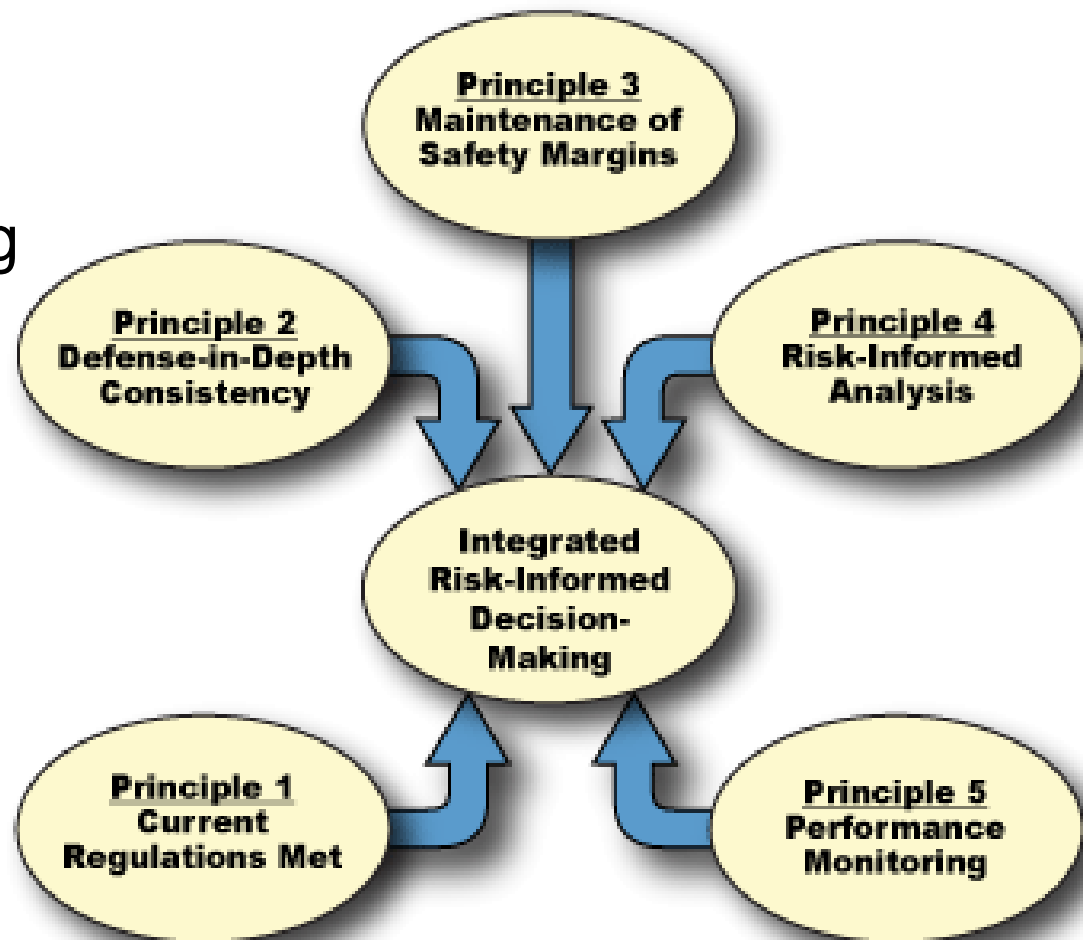 Principle 3
Maintenance of
Safety Margins
g
Principle 2
Defense-in-Depth
Consistency
Principle 4
Risk-Informed
Analysis
Integrated
Risk-Informed
Decision-
Making
Principle 1
Current
Regulations Met
Principle 5
Performance
Monitoring